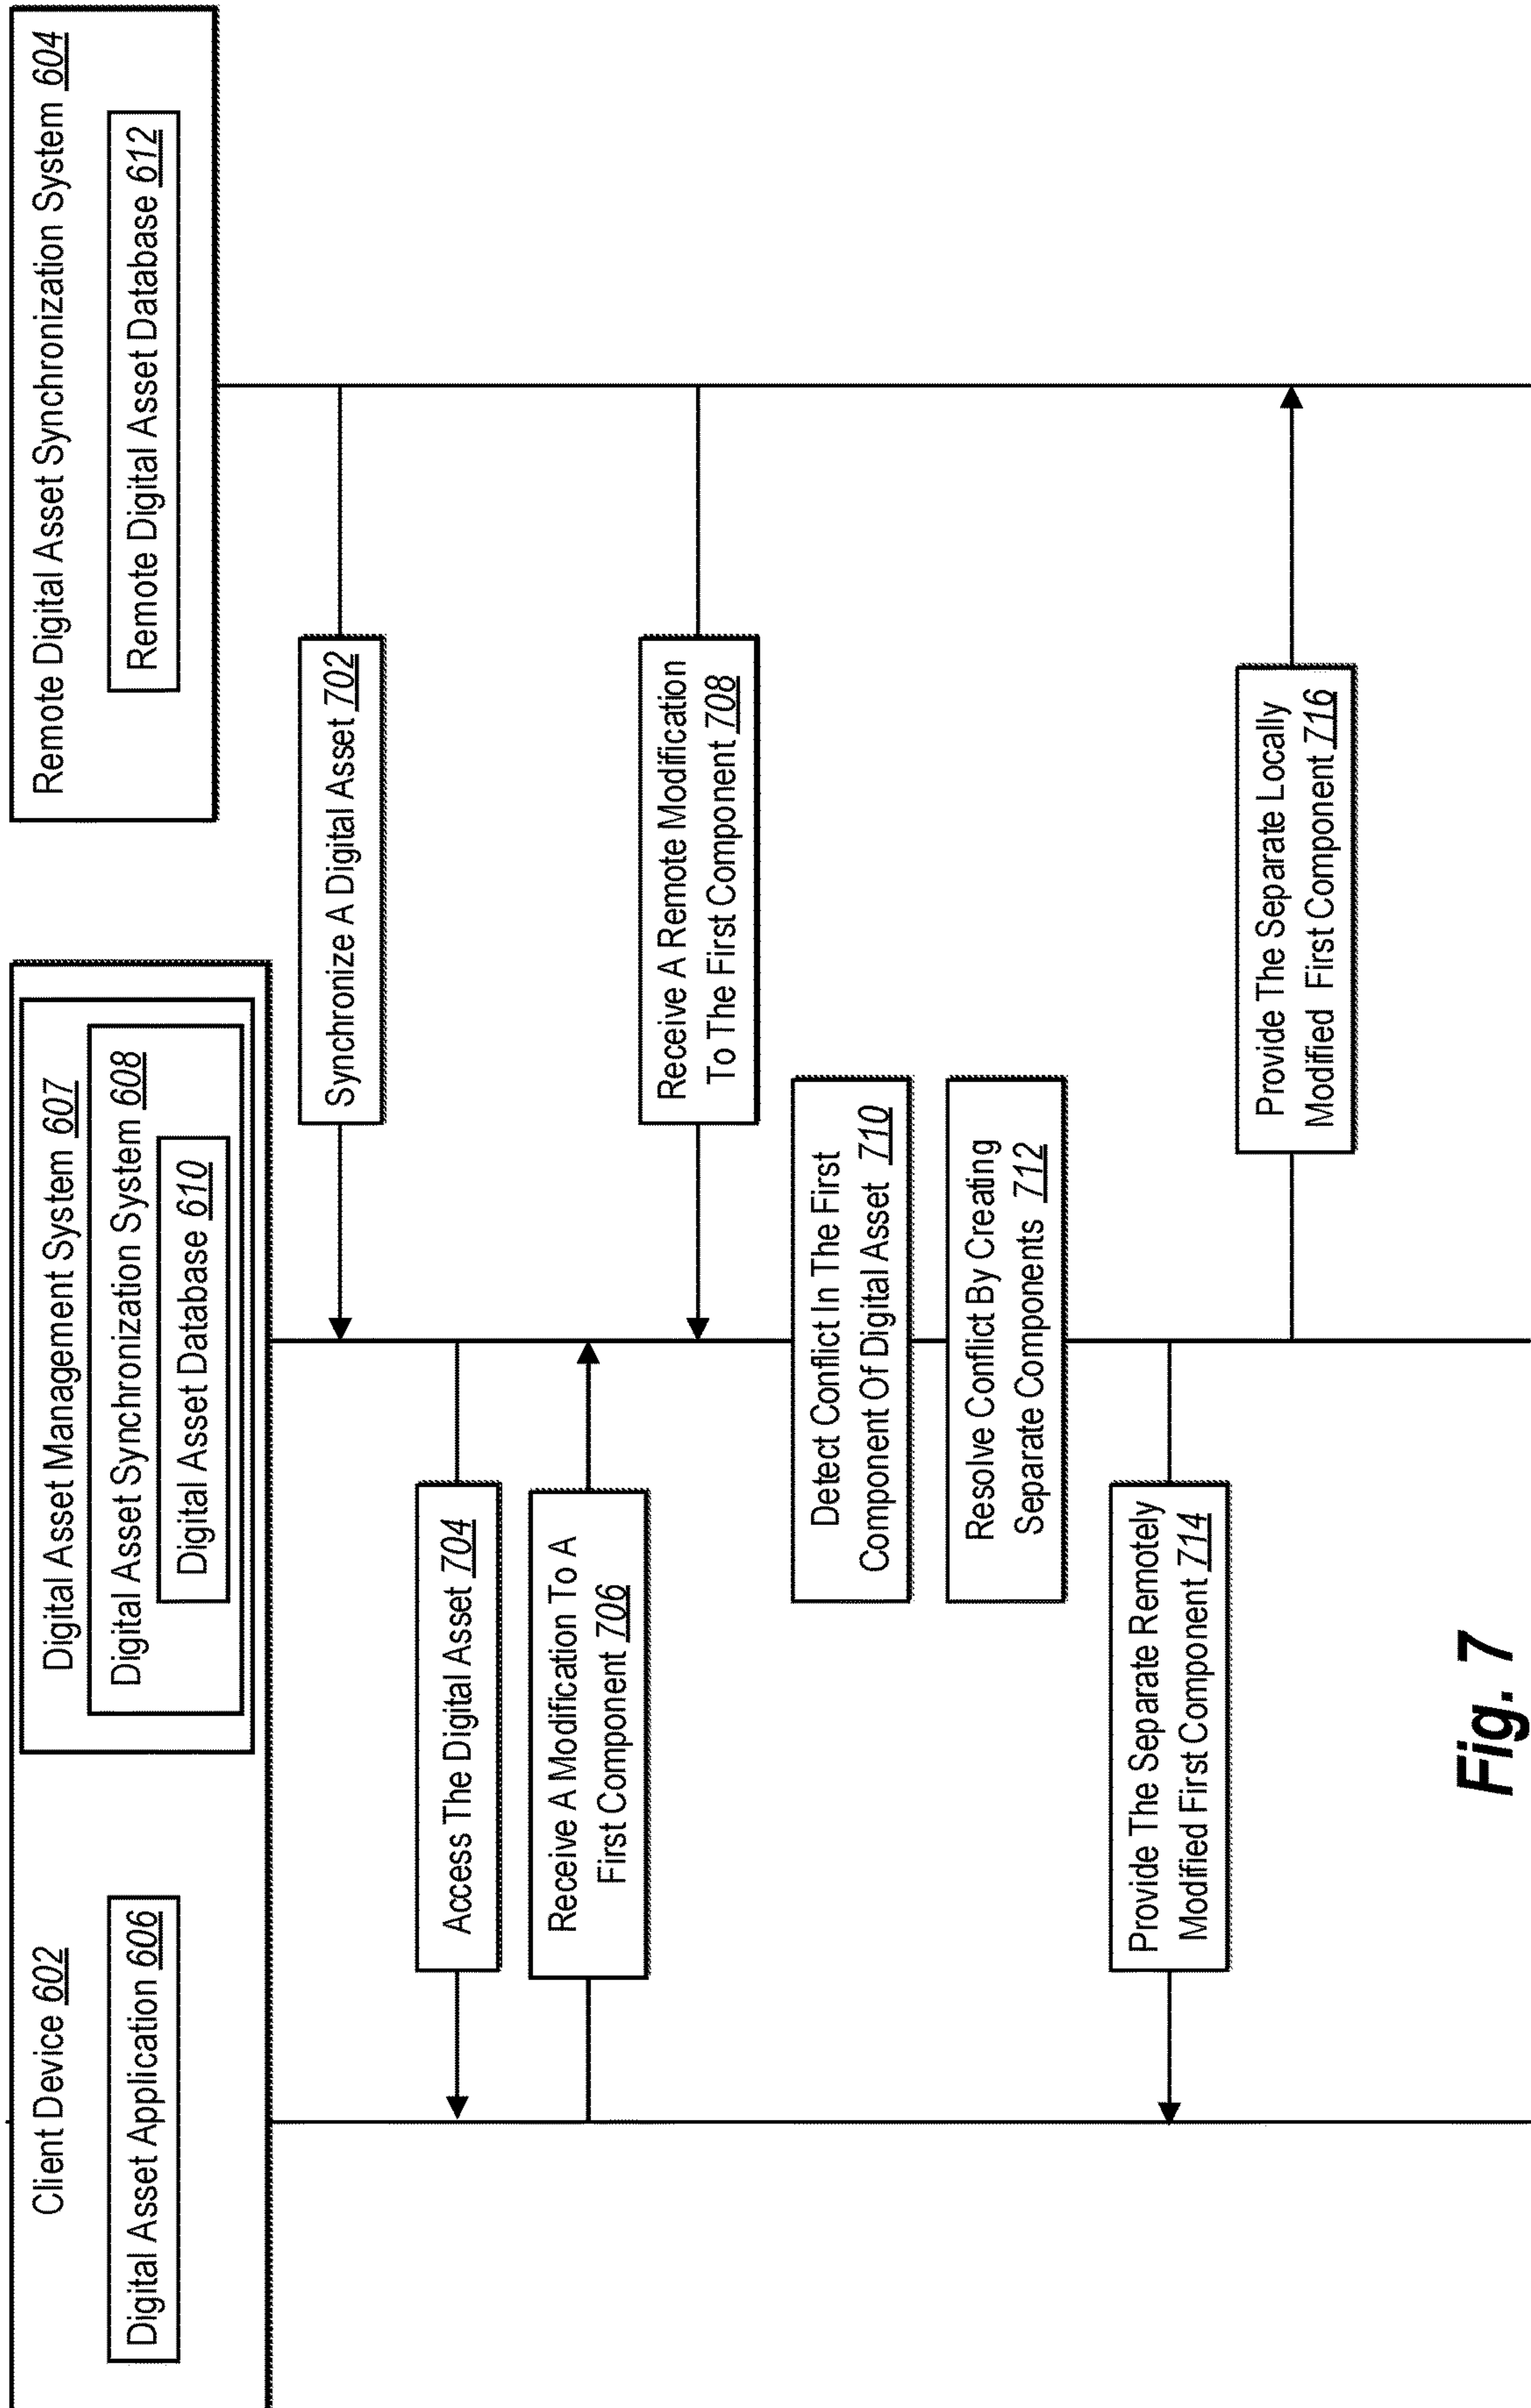 Client Device 602
Digital Asset Application 606
Digital Asset Management System 607
Digital Asset Synchronization System 608
Digital Asset Database 610
Remote Digital Asset Synchronization System 604
Remote Digital Asset Database 612
Synchronize A Digital Asset 702
Access The Digital Asset 704
Receive A Modification To A
First Component 706
Receive A Remote Modification
To The First Component 708
Detect Conflict In The First
Component Of Digital Asset 710
Resolve Conflict By Creating
Separate Components 712
Provide The Separate Remotely
Modified First Component 714
Provide The Separate Locally
Modified First Component 716
Fig. 7